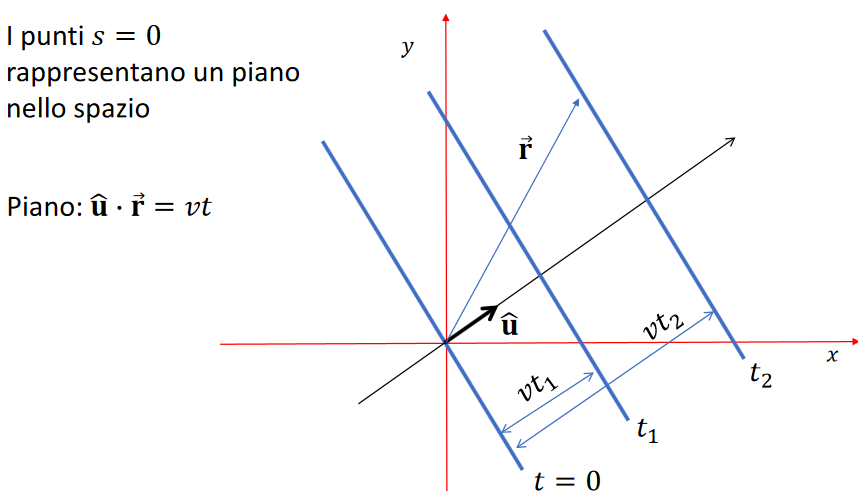 I punti 𝑠 = 0
rappresentano un piano
nello spazio
Piano: 𝐮̂ · 𝐫⃗ = 𝑣𝑡
𝑦
𝐫⃗
𝐮̂
𝑣𝑡₂
𝑥
𝑣𝑡₁
𝑡₂
𝑡₁
𝑡 = 0